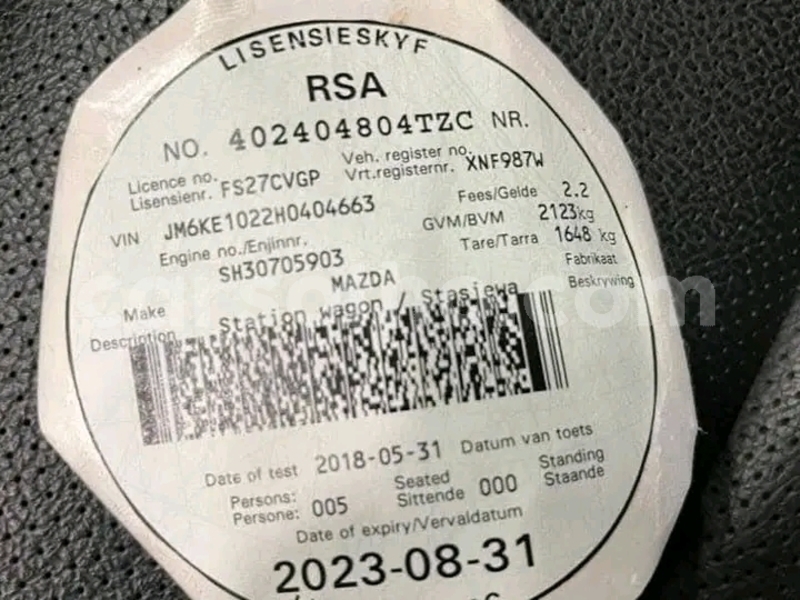 LISENSIESKYF
RSA
NO. 402404804TZC NR.
Licence no. Veh. register no.
Lisensienr. FS27CVGP Vrt.registernr. XNF987W
VIN JM6KE1022H0404663 Fees/Gelde 2.2
Engine no./Enjinnr. GVM/BVM 2123kg
SH30705903 Tare/Tarra 1648 kg
Make MAZDA Fabrikaat
Description Station wagon / Stasiewa Beskrywing
Date of test 2018-05-31 Datum van toets
Persons: Seated Standing
Persone: 005 Sittende 000 Staande
Date of expiry/Vervaldatum
2023-08-31